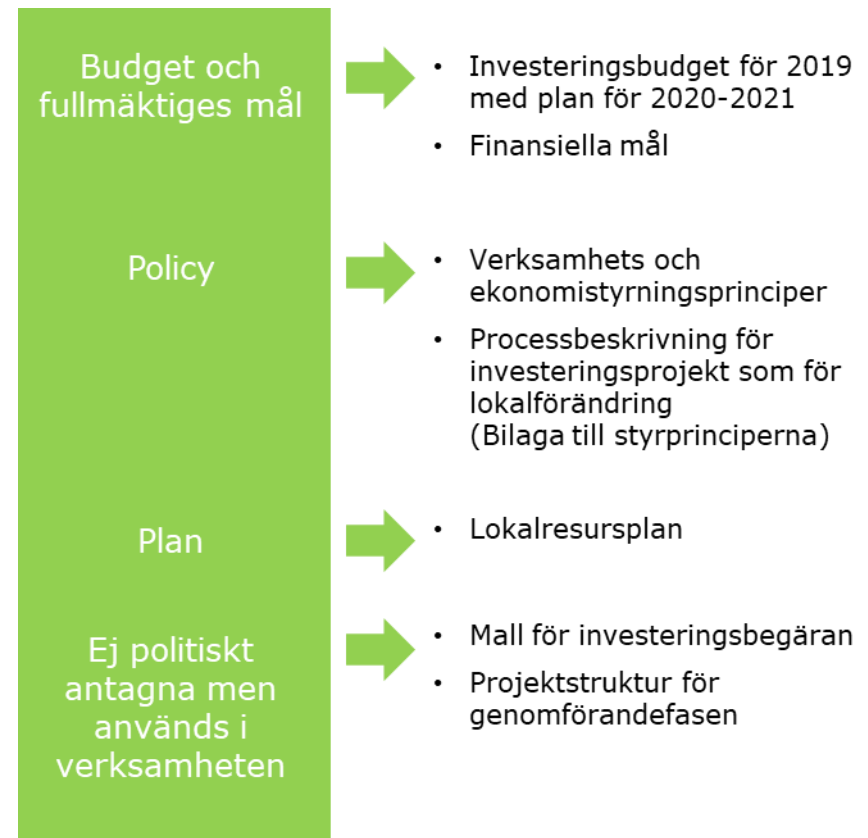 Budget och
fullmäktiges mål
• Investeringsbudget för 2019
med plan för 2020-2021
• Finansiella mål
Policy
• Verksamhets och
ekonomistyrningsprinciper
• Processbeskrivning för
investeringsprojekt som för
lokalförändring
(Bilaga till styrprinciperna)
Plan
• Lokalresursplan
Ej politiskt
antagna men
används i
verksamheten
• Mall för investeringsbegäran
• Projektstruktur för
genomförandefasen